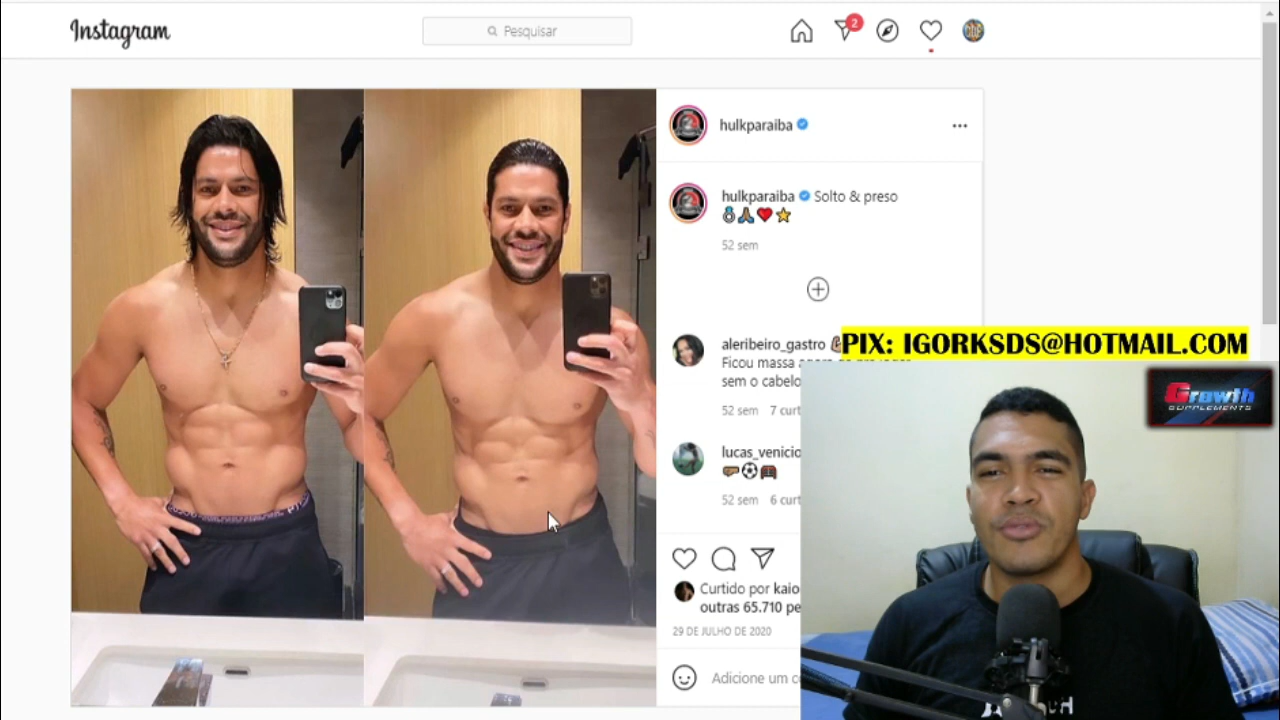 Instagram
Pesquisar
2
hulkparaiba
hulkparaiba Solto & preso
52 sem
aleribeiro_gastro
Ficou massa
sem o cabelo
52 sem 7 curt
lucas_venicio
52 sem 6 curt
Curtido por kaio
outras 65.710 pe
29 DE JULHO DE 2020
Adicione um co
PIX: IGORKSDS@HOTMAIL.COM
Growth
SUPPLEMENTS